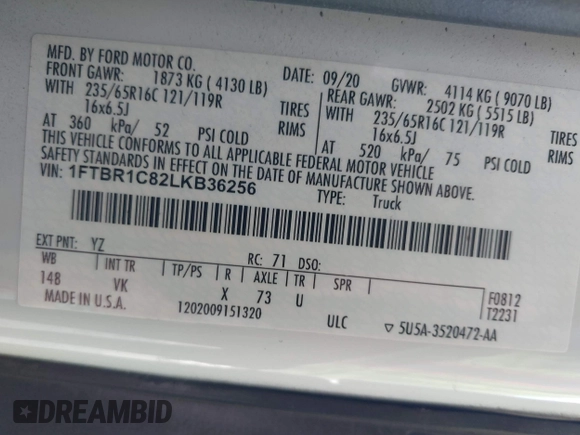 MFD. BY FORD MOTOR CO.
DATE: 09/20 GVWR: 4114 KG ( 9070 LB)
FRONT GAWR: 1873 KG ( 4130 LB) REAR GAWR: 2502 KG ( 5515 LB)
WITH 235/65R16C 121/119R TIRES WITH 235/65R16C 121/119R TIRES
16x6.5J RIMS 16x6.5J RIMS
AT 360 kPa/ 52 PSI COLD AT 520 kPa/ 75 PSI COLD
THIS VEHICLE CONFORMS TO ALL APPLICABLE FEDERAL MOTOR VEHICLE
SAFETY STANDARDS IN EFFECT ON THE DATE OF MANUFACTURE SHOWN ABOVE.
VIN: 1FTBR1C82LKB36256
TYPE: Truck
EXT PNT: YZ RC: 71 DSO:
WB INT TR TP/PS R AXLE TR SPR
148 VK X 73 U
F0812
T2231
MADE IN U.S.A. 1202009151320 ULC
▽ 5U5A-3520472-AA
DREAMBID